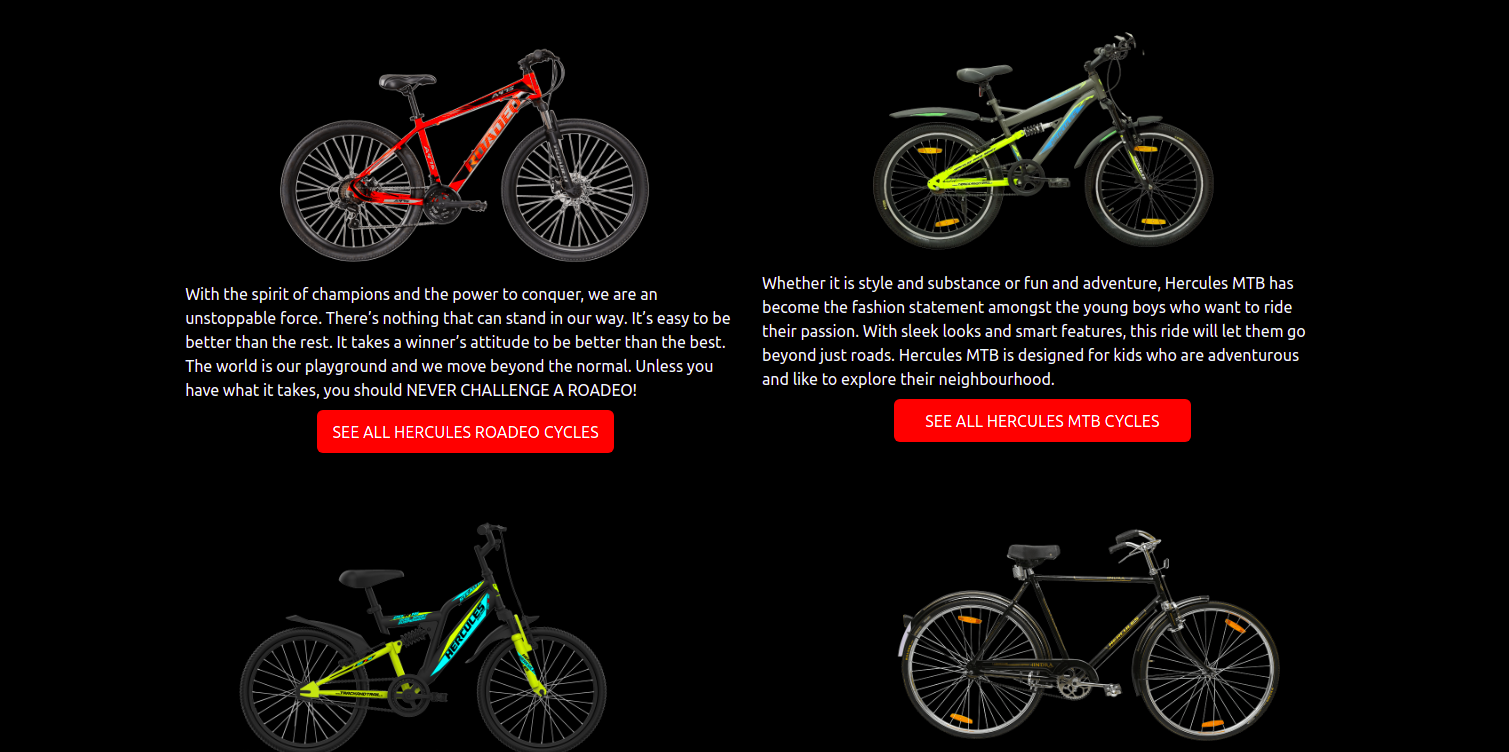 ROADEO
With the spirit of champions and the power to conquer, we are an
unstoppable force. There’s nothing that can stand in our way. It’s easy to be
better than the rest. It takes a winner’s attitude to be better than the best.
The world is our playground and we move beyond the normal. Unless you
have what it takes, you should NEVER CHALLENGE A ROADEO!
SEE ALL HERCULES ROADEO CYCLES
Whether it is style and substance or fun and adventure, Hercules MTB has
become the fashion statement amongst the young boys who want to ride
their passion. With sleek looks and smart features, this ride will let them go
beyond just roads. Hercules MTB is designed for kids who are adventurous
and like to explore their neighbourhood.
SEE ALL HERCULES MTB CYCLES
HERCULES